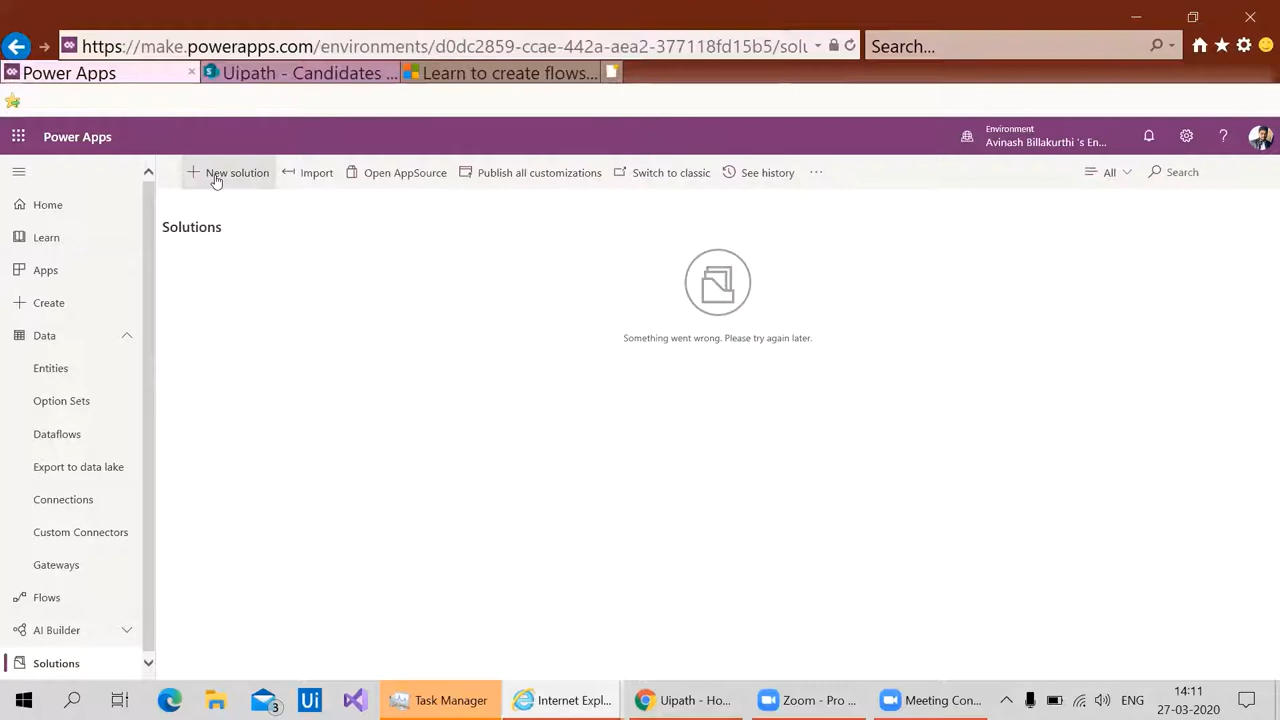 https://make.powerapps.com/environments/d0dc2859-ccae-442a-aea2-377118fd15b5/solu
Search...
Power Apps
Uipath - Candidates ...
Learn to create flows...
Power Apps
Environment
Avinash Billakurthi 's En...
New solution
Import
Open AppSource
Publish all customizations
Switch to classic
See history
...
All
Search
Home
Learn
Apps
Create
Data
Entities
Option Sets
Dataflows
Export to data lake
Connections
Custom Connectors
Gateways
Flows
AI Builder
Solutions
Solutions
Something went wrong. Please try again later.
3
Ui
Task Manager
Internet Expl...
Uipath - Ho...
Zoom - Pro ...
Meeting Con...
ENG
14:11
27-03-2020